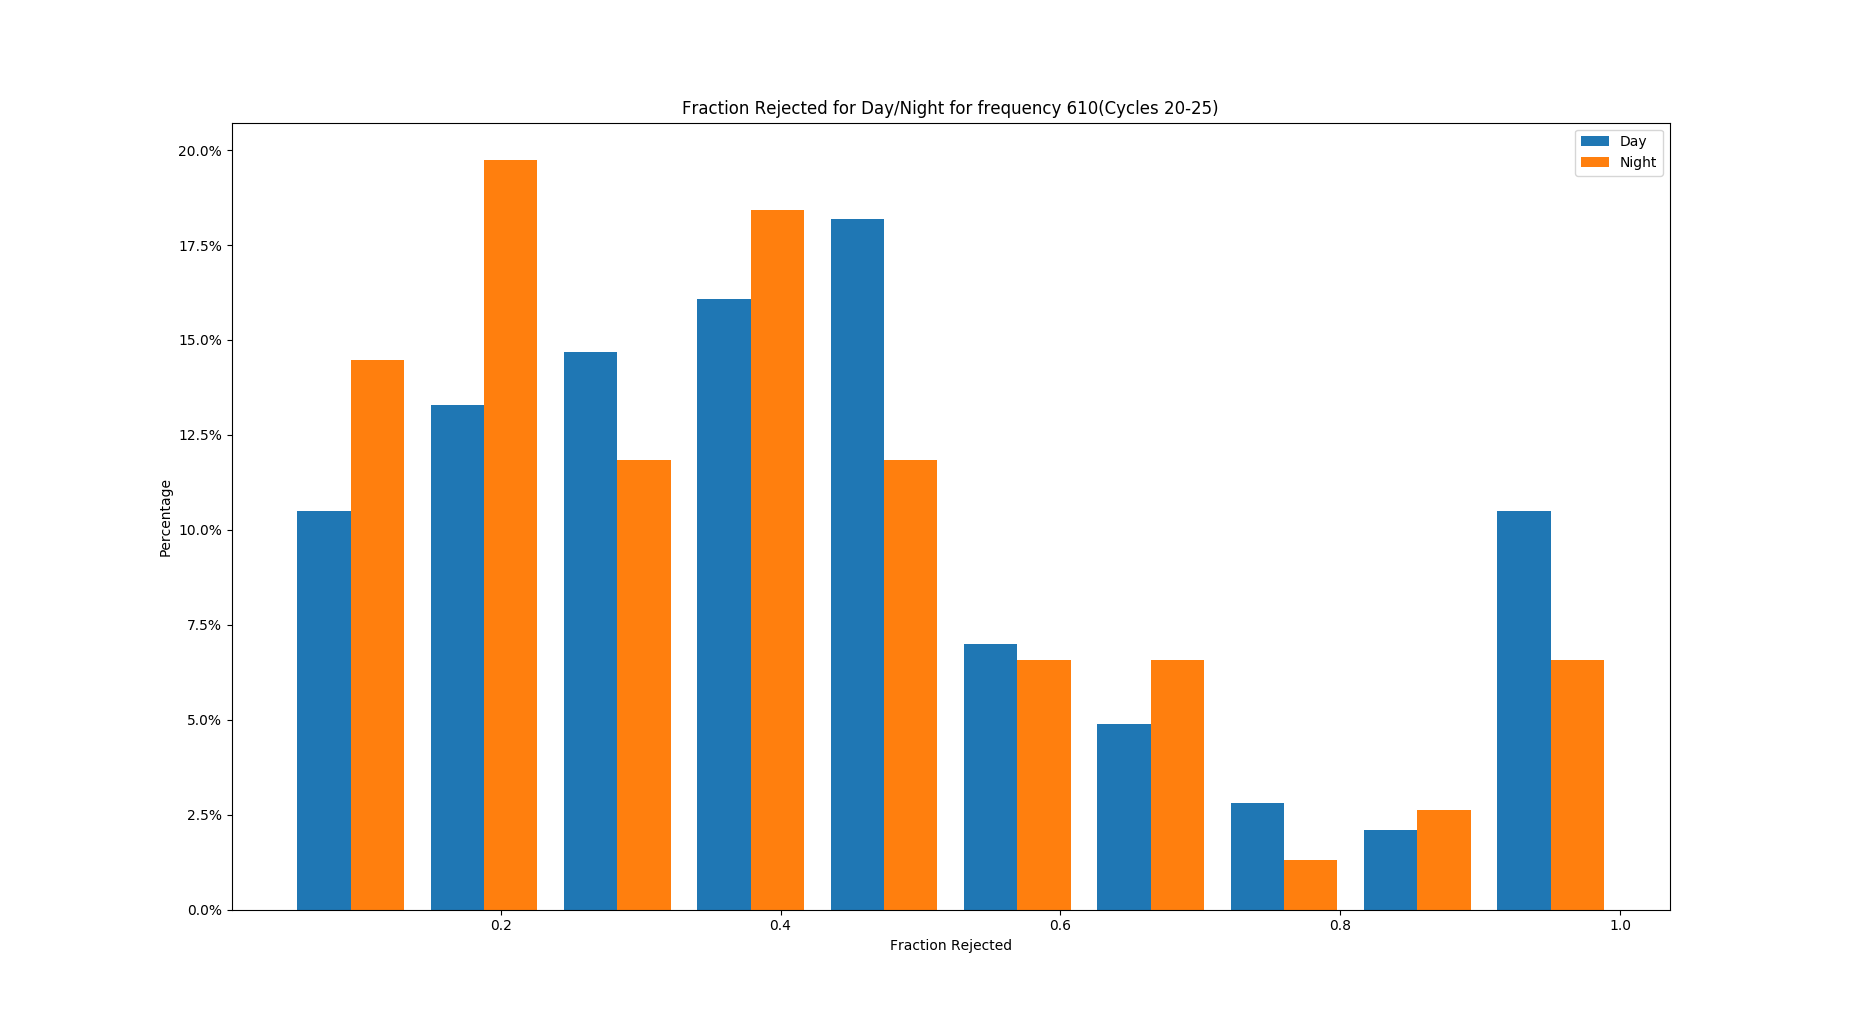 Fraction Rejected for Day/Night for frequency 610(Cycles 20-25)
Day
Night
20.0%
17.5%
15.0%
12.5%
10.0%
7.5%
5.0%
2.5%
0.0%
Percentage
0.2 0.4 0.6 0.8 1.0
Fraction Rejected